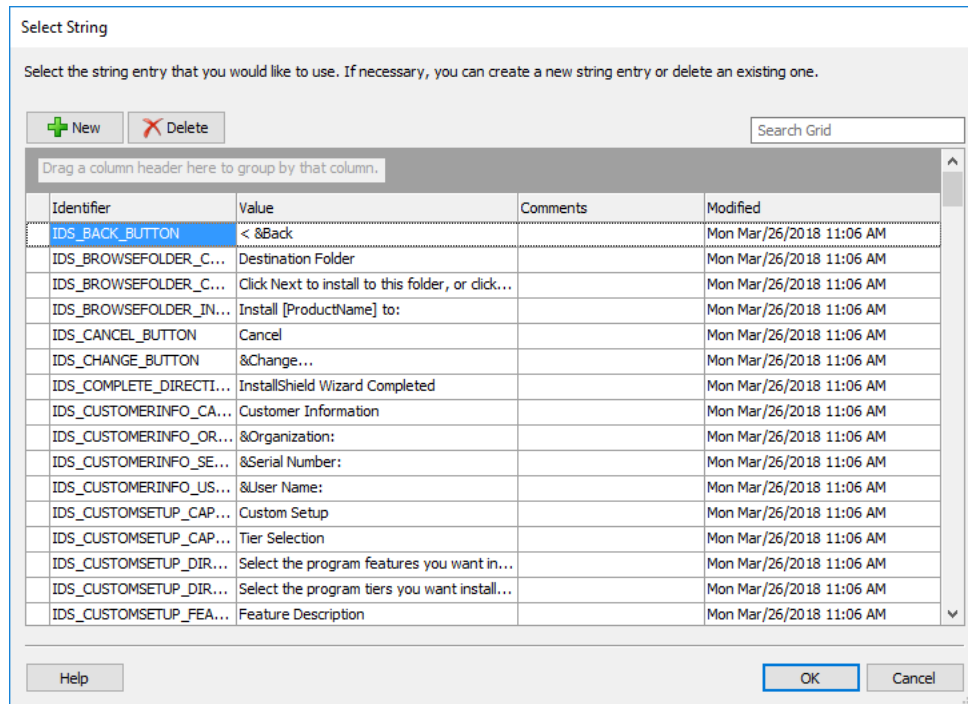 Select String
Select the string entry that you would like to use. If necessary, you can create a new string entry or delete an existing one.
New Delete Search Grid
Drag a column header here to group by that column.
Identifier Value Comments Modified
IDS_BACK_BUTTON < &Back Mon Mar/26/2018 11:06 AM
IDS_BROWSEFOLDER_C... Destination Folder Mon Mar/26/2018 11:06 AM
IDS_BROWSEFOLDER_C... Click Next to install to this folder, or click... Mon Mar/26/2018 11:06 AM
IDS_BROWSEFOLDER_IN... Install [ProductName] to: Mon Mar/26/2018 11:06 AM
IDS_CANCEL_BUTTON Cancel Mon Mar/26/2018 11:06 AM
IDS_CHANGE_BUTTON &Change... Mon Mar/26/2018 11:06 AM
IDS_COMPLETE_DIRECTI... InstallShield Wizard Completed Mon Mar/26/2018 11:06 AM
IDS_CUSTOMERINFO_CA... Customer Information Mon Mar/26/2018 11:06 AM
IDS_CUSTOMERINFO_OR... &Organization: Mon Mar/26/2018 11:06 AM
IDS_CUSTOMERINFO_SE... &Serial Number: Mon Mar/26/2018 11:06 AM
IDS_CUSTOMERINFO_US... &User Name: Mon Mar/26/2018 11:06 AM
IDS_CUSTOMSETUP_CAP... Custom Setup Mon Mar/26/2018 11:06 AM
IDS_CUSTOMSETUP_CAP... Tier Selection Mon Mar/26/2018 11:06 AM
IDS_CUSTOMSETUP_DIR... Select the program features you want in... Mon Mar/26/2018 11:06 AM
IDS_CUSTOMSETUP_DIR... Select the program tiers you want install... Mon Mar/26/2018 11:06 AM
IDS_CUSTOMSETUP_FEA... Feature Description Mon Mar/26/2018 11:06 AM
Help OK Cancel